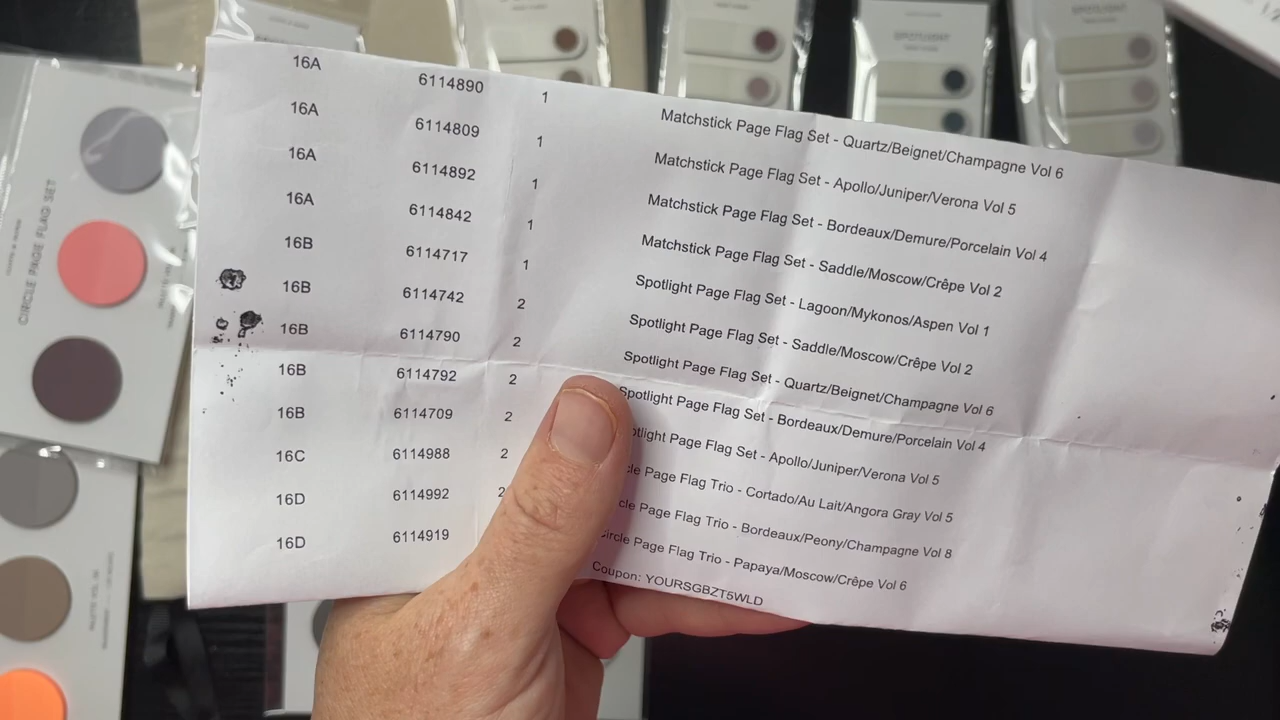 16A 6114890 1 Matchstick Page Flag Set - Quartz/Beignet/Champagne Vol 6
16A 6114809 1 Matchstick Page Flag Set - Apollo/Juniper/Verona Vol 5
16A 6114892 1 Matchstick Page Flag Set - Bordeaux/Demure/Porcelain Vol 4
16A 6114842 1 Matchstick Page Flag Set - Saddle/Moscow/Crêpe Vol 2
16B 6114717 1 Spotlight Page Flag Set - Lagoon/Mykonos/Aspen Vol 1
16B 6114742 2 Spotlight Page Flag Set - Saddle/Moscow/Crêpe Vol 2
16B 6114790 2 Spotlight Page Flag Set - Quartz/Beignet/Champagne Vol 6
16B 6114792 2 Spotlight Page Flag Set - Bordeaux/Demure/Porcelain Vol 4
16B 6114709 2 Page Flag Set - Apollo/Juniper/Verona Vol 5
16C 6114988 2 Page Flag Trio - Cortado/Au Lait/Angora Gray Vol 5
16D 6114992 2 Page Flag Trio - Bordeaux/Peony/Champagne Vol 8
16D 6114919 Page Flag Trio - Papaya/Moscow/Crêpe Vol 6
Coupon: YOURSGBZT5WLD
CIRCLE PAGE FLAG SET
SPOTLIGHT
SPOTLIGHT